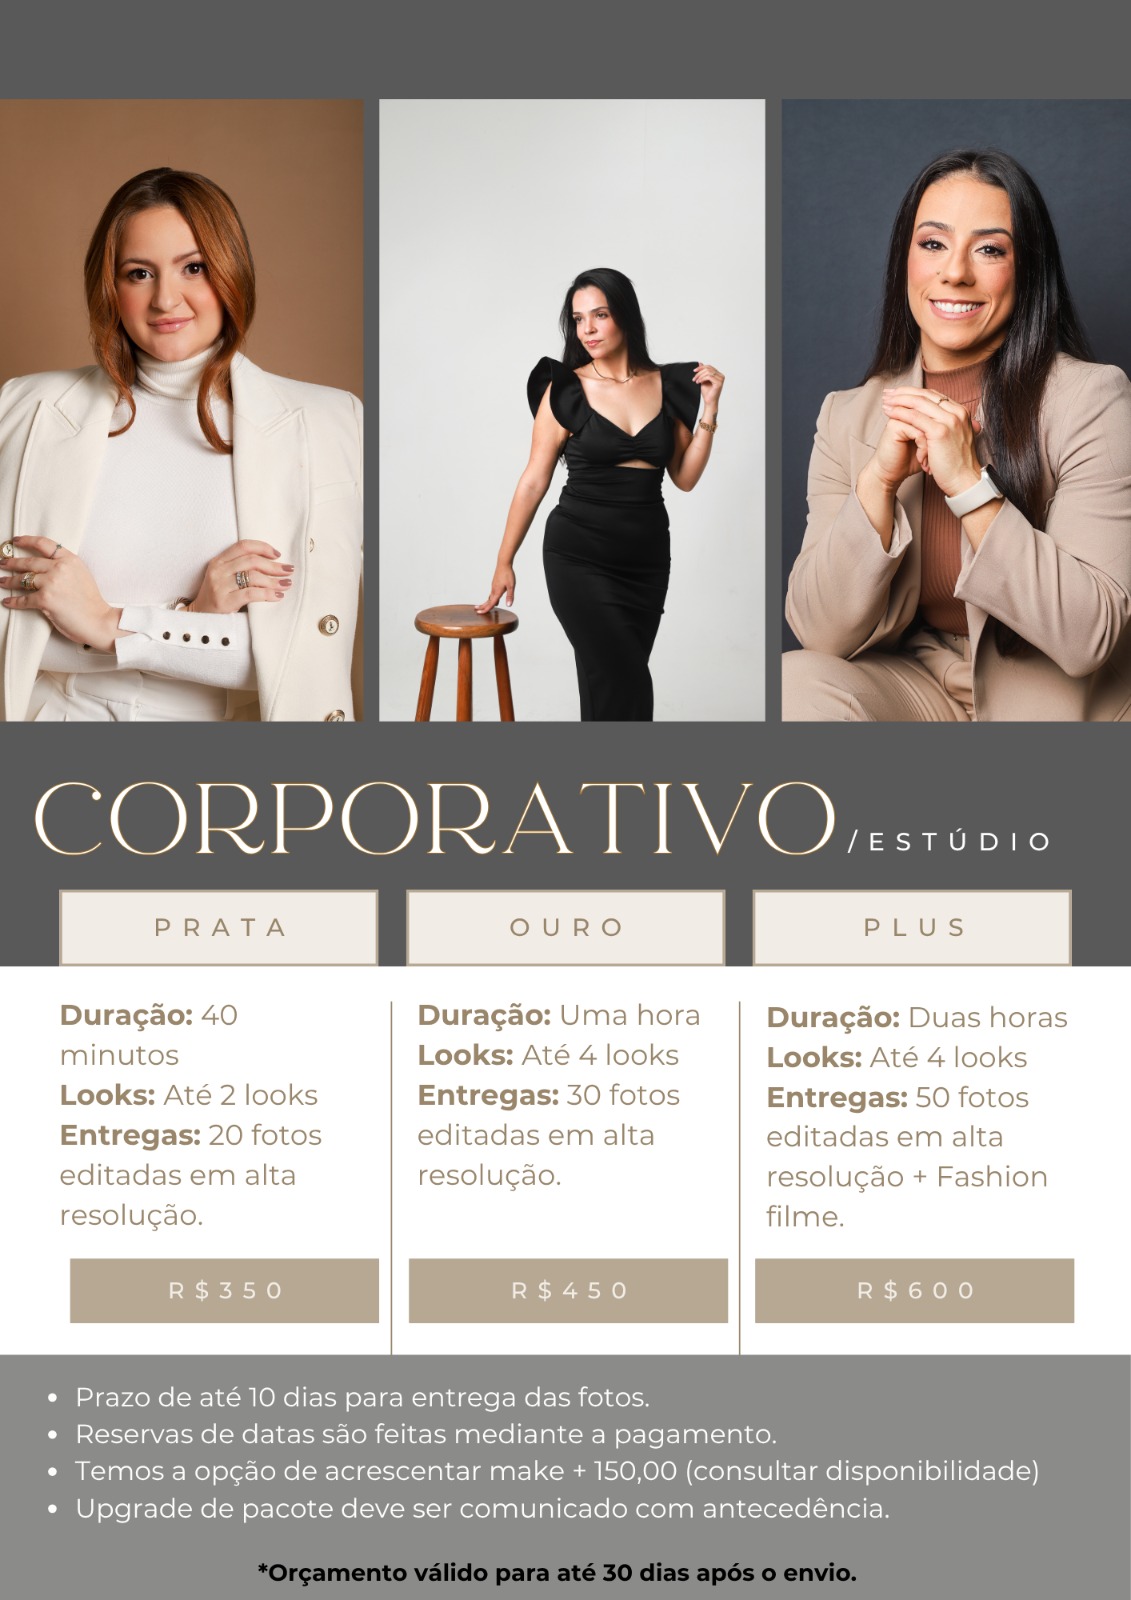 CORPORATIVO /ESTÚDIO
PRATA
Duração: 40
minutos
Looks: Até 2 looks
Entregas: 20 fotos
editadas em alta
resolução.
R$350
OURO
Duração: Uma hora
Looks: Até 4 looks
Entregas: 30 fotos
editadas em alta
resolução.
R$450
PLUS
Duração: Duas horas
Looks: Até 4 looks
Entregas: 50 fotos
editadas em alta
resolução + Fashion
filme.
R$600
• Prazo de até 10 dias para entrega das fotos.
• Reservas de datas são feitas mediante a pagamento.
• Temos a opção de acrescentar make + 150,00 (consultar disponibilidade)
• Upgrade de pacote deve ser comunicado com antecedência.
*Orçamento válido para até 30 dias após o envio.